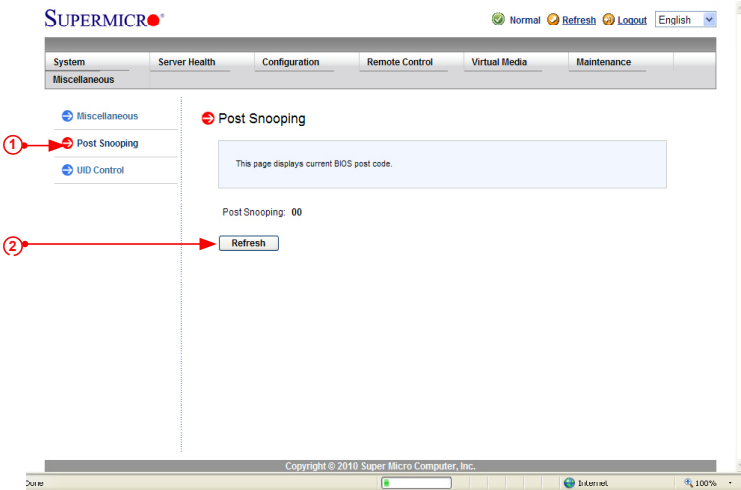 SUPERMICR
Normal Refresh Logout English
System Server Health Configuration Remote Control Virtual Media Maintenance
Miscellaneous
Miscellaneous
Post Snooping
UID Control
Post Snooping
This page displays current BIOS post code.
Post Snooping: 00
Refresh
1
2
Copyright © 2010 Super Micro Computer, Inc.
Done Internet 100%